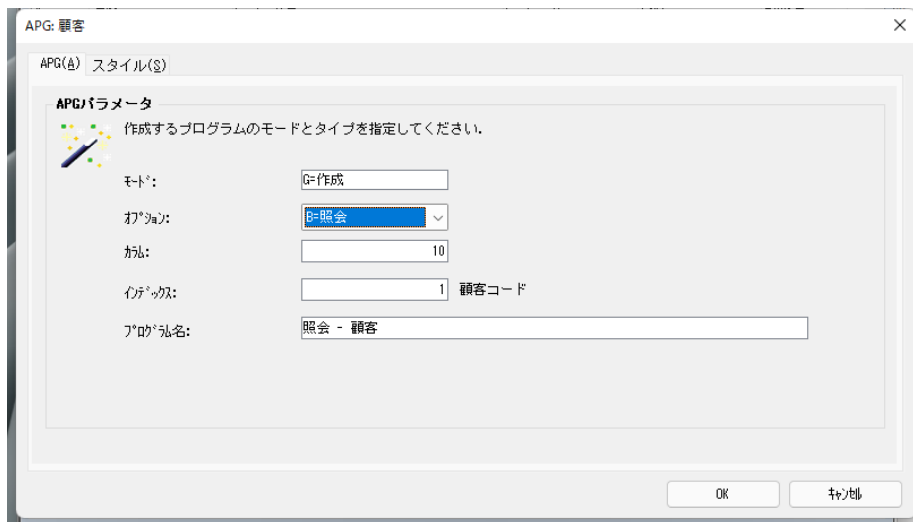 APG: 顧客
APG(A) スタイル(S)
APGパラメータ
作成するプログラムのモードとタイプを指定してください.
ﾓｰﾄﾞ: G=作成
ｵﾌﾟｼｮﾝ: B=照会
ｶﾗﾑ: 10
ｲﾝﾃﾞｯｸｽ: 1 顧客コード
ﾌﾟﾛｸﾞﾗﾑ名: 照会 - 顧客
OK ｷｬﾝｾﾙ